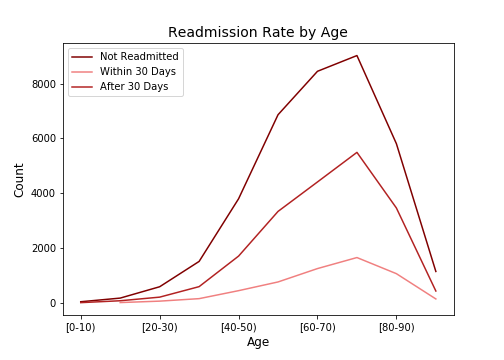 Readmission Rate by Age
Not Readmitted
Within 30 Days
After 30 Days
8000
6000
4000
2000
0
Count
[0-10)
[20-30)
[40-50)
[60-70)
[80-90)
Age